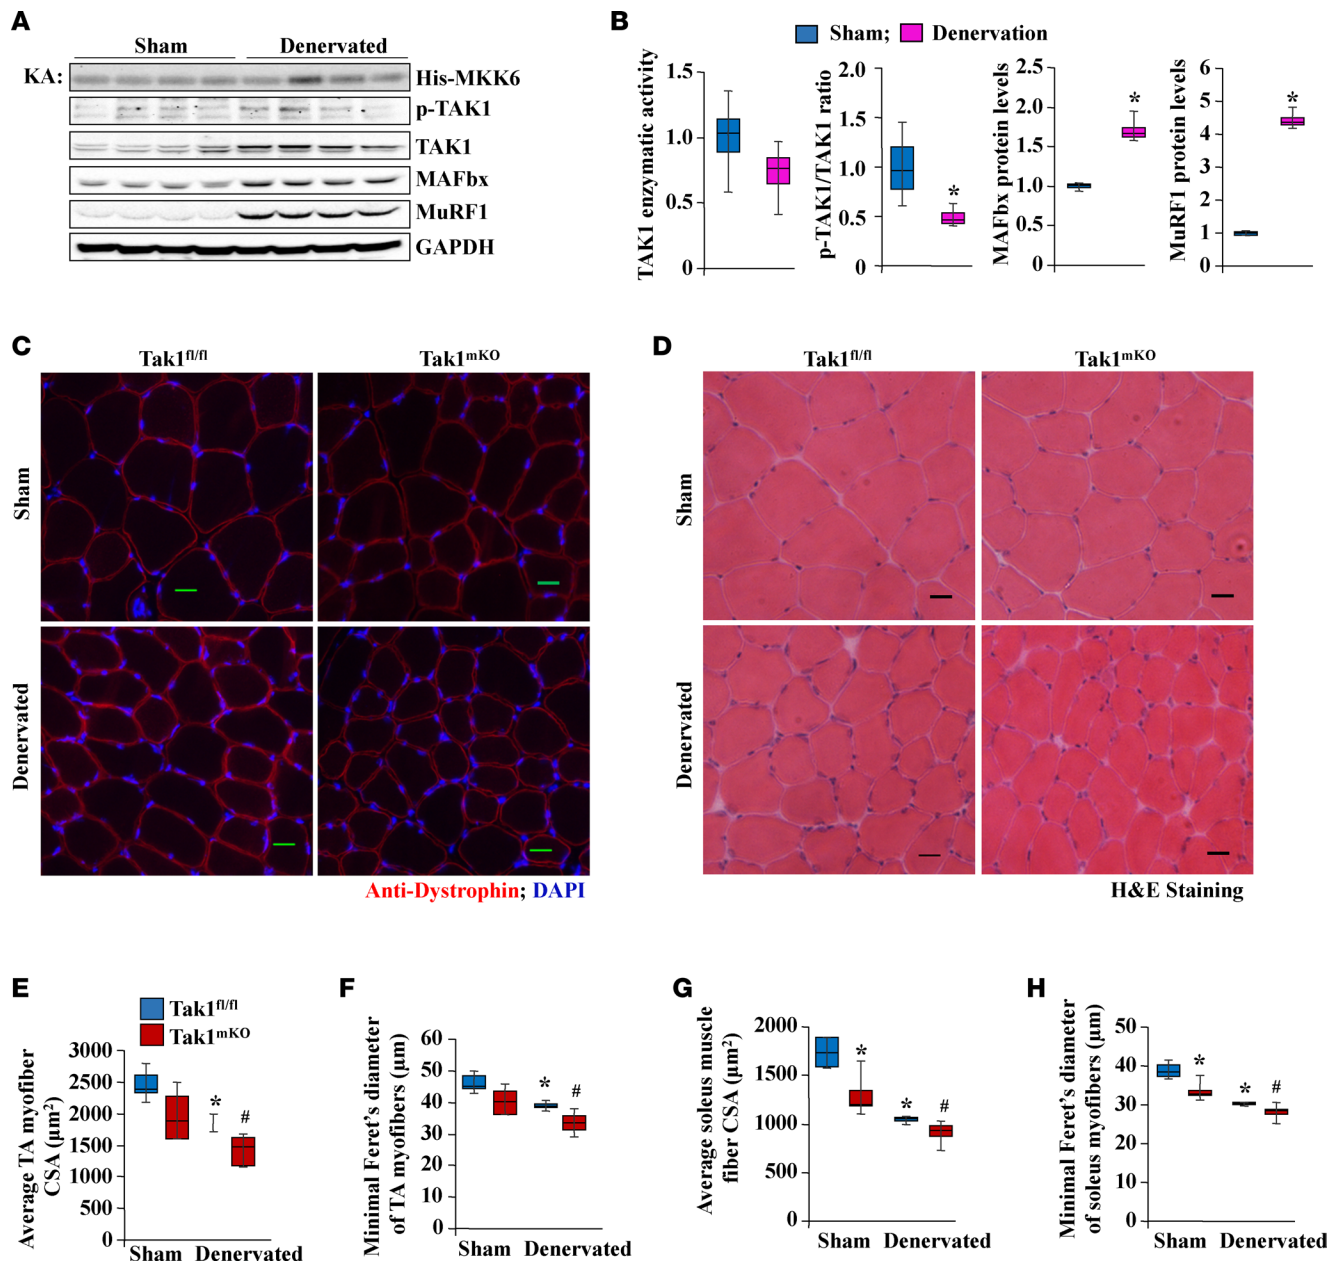 A
Sham Denervated
KA: His-MKK6
p-TAK1
TAK1
MAFbx
MuRF1
GAPDH
B
Sham; Denervation
TAK1 enzymatic activity
1.5
1.0
0.5
0
p-TAK1/TAK1 ratio
2.0
1.5
1.0
0.5
0
*
MAFbx protein levels
2.5
2.0
1.5
1.0
0.5
0
*
MuRF1 protein levels
6
5
4
3
2
1
0
*
C
Tak1fl/fl Tak1mKO
Sham
Denervated
Anti-Dystrophin; DAPI
D
Tak1fl/fl Tak1mKO
Sham
Denervated
H&E Staining
E
Tak1fl/fl
Tak1mKO
Average TA myofiber
CSA (µm2)
3000
2500
2000
1500
1000
500
0
* #
Sham Denervated
F
Minimal Feret's diameter
of TA myofibers (µm)
60
50
40
30
20
10
0
* #
Sham Denervated
G
Average soleus muscle
fiber CSA (µm2)
2000
1500
1000
500
0
* * #
Sham Denervated
H
Minimal Feret's diameter
of soleus myofibers (µm)
50
40
30
20
10
0
* * #
Sham Denervated